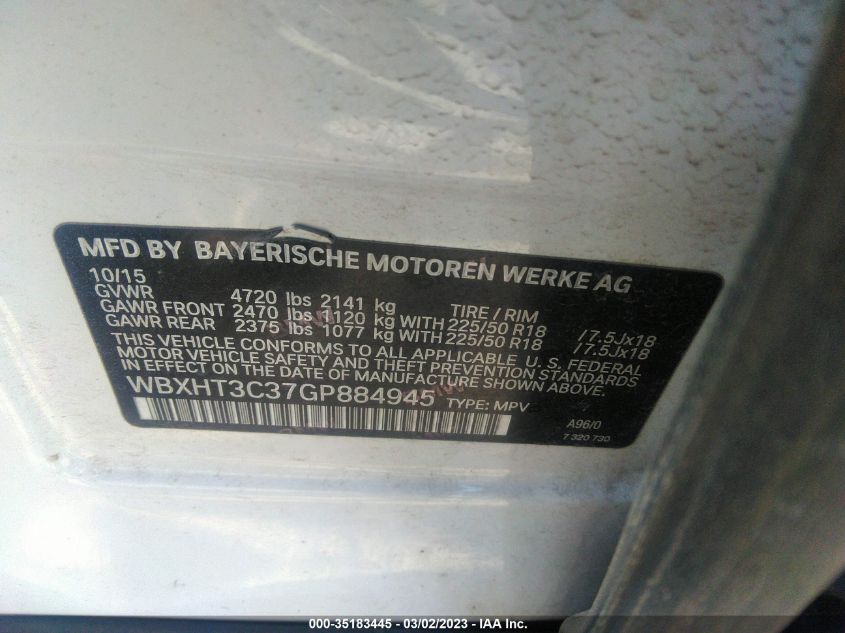 MFD BY BAYERISCHE MOTOREN WERKE AG
10/15
GVWR 4720 lbs 2141 kg TIRE / RIM
GAWR FRONT 2470 lbs 1120 kg WITH 225/50 R18 /7.5Jx18
GAWR REAR 2375 lbs 1077 kg WITH 225/50 R18 /7.5Jx18
THIS VEHICLE CONFORMS TO ALL APPLICABLE U.S. FEDERAL
MOTOR VEHICLE SAFETY AND THEFT PREVENTION STANDARDS
IN EFFECT ON THE DATE OF MANUFACTURE SHOWN ABOVE.
WBXHT3C37GP884945 TYPE: MPV
A96/0
7 320 730
000-35183445 - 03/02/2023 - © IAA Inc.